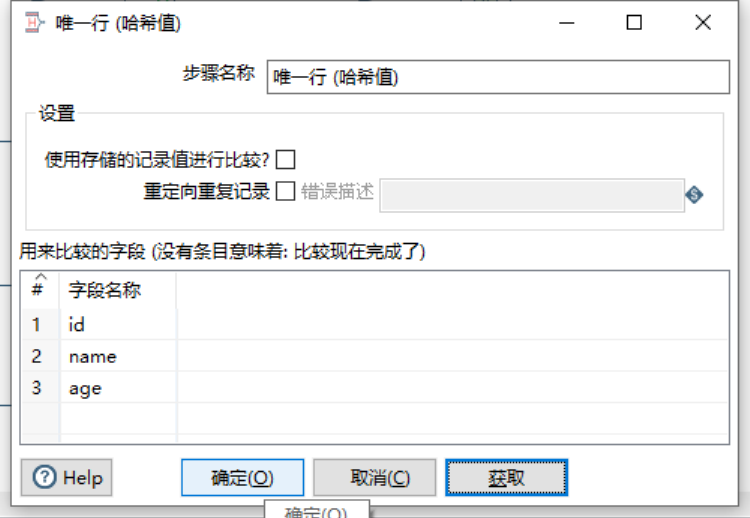 唯一行 (哈希值)
步骤名称 唯一行 (哈希值)
设置
使用存储的记录值进行比较?
重定向重复记录 错误描述
用来比较的字段 (没有条目意味着: 比较现在完成了)
# 字段名称
1 id
2 name
3 age
Help 确定(O) 取消(C) 获取
确定(O)